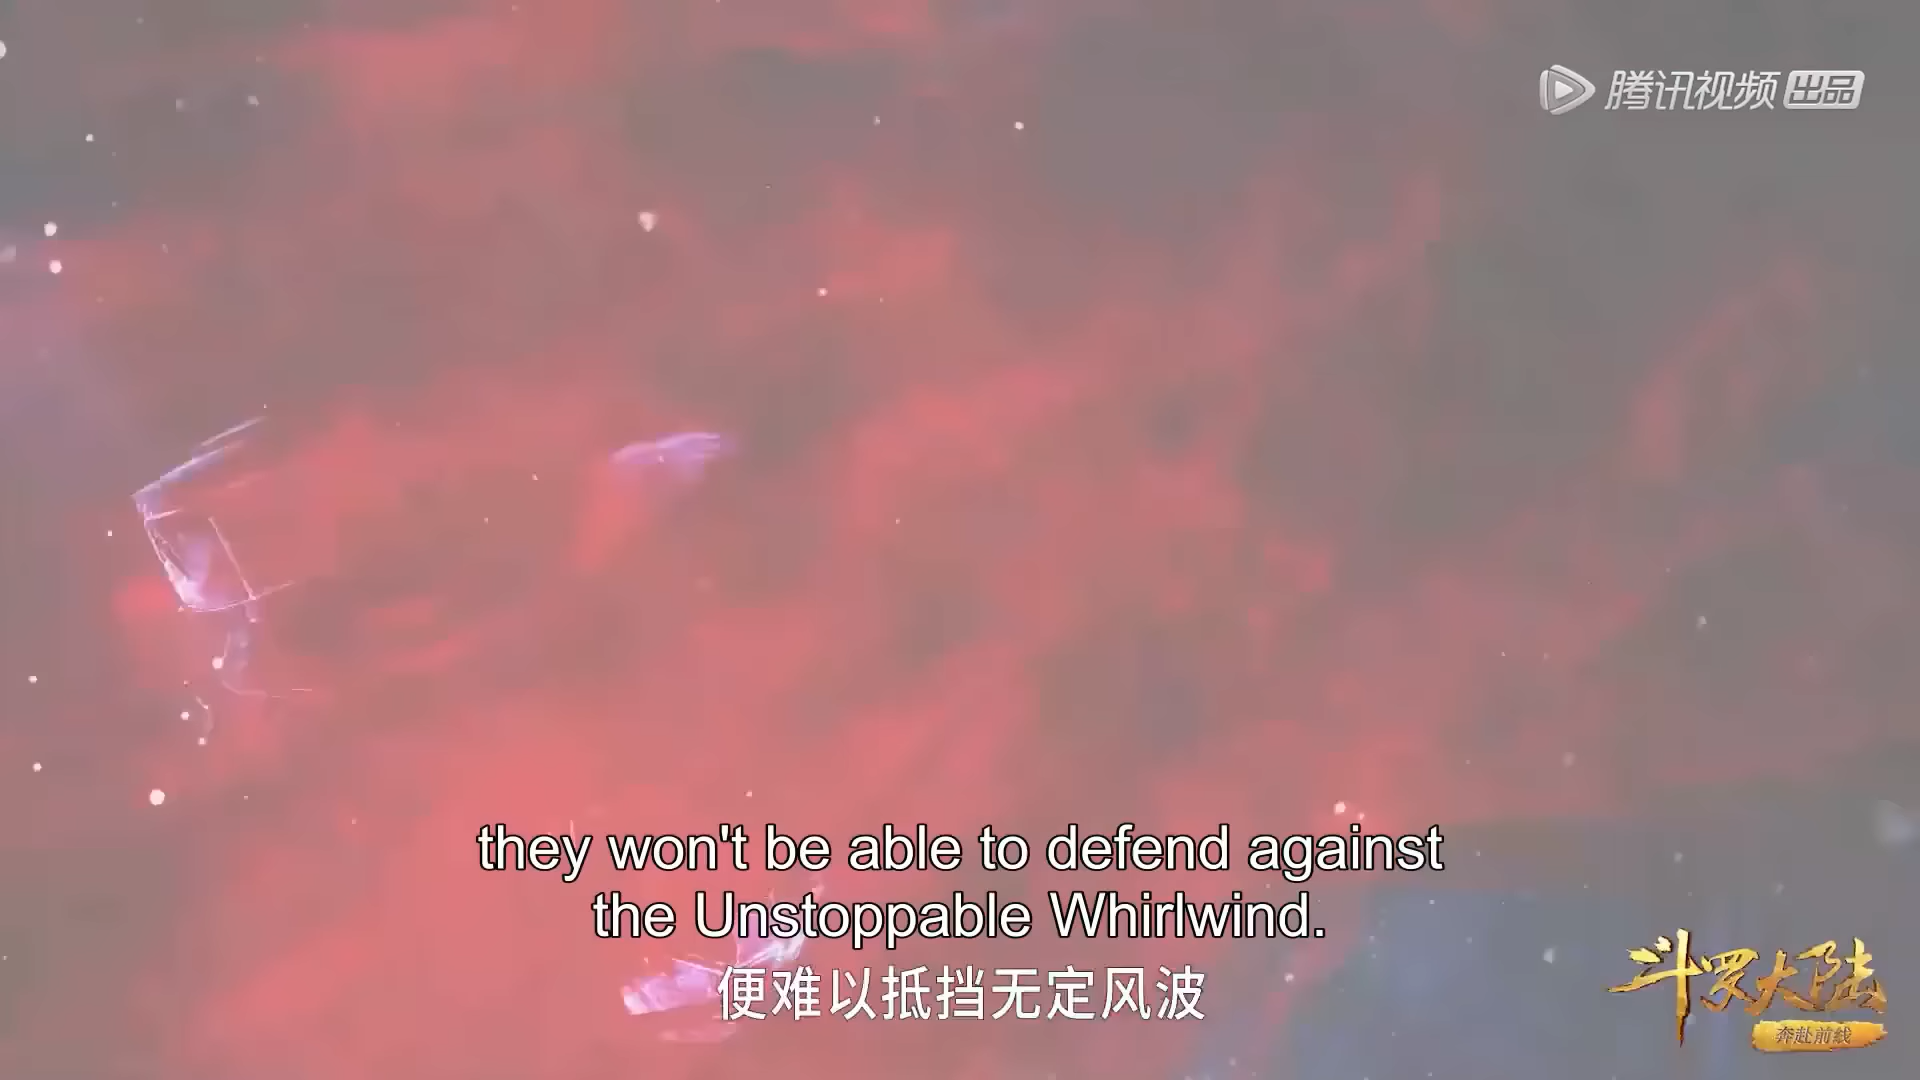 腾讯视频 出品
they won't be able to defend against
the Unstoppable Whirlwind.
便难以抵挡无定风波
斗罗大陆
奔赴前线